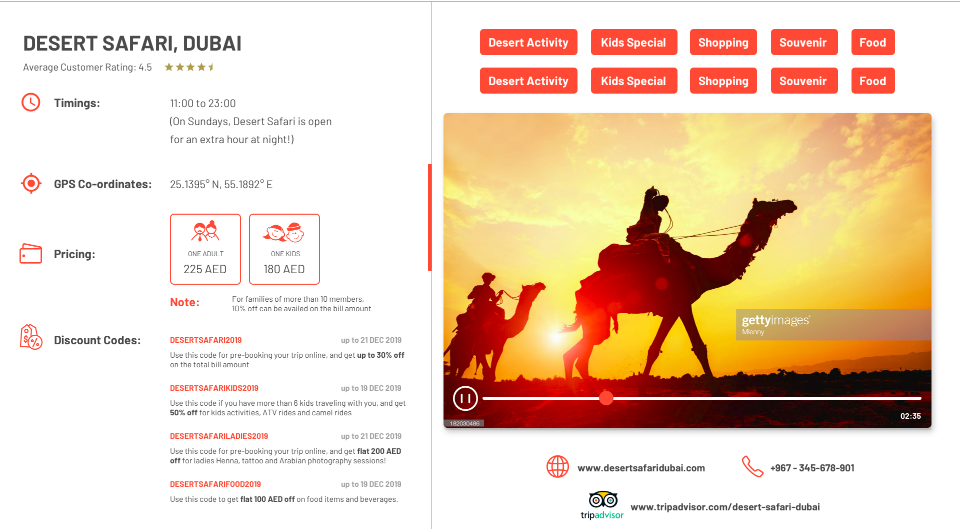 DESERT SAFARI, DUBAI
Average Customer Rating: 4.5
Timings:
11:00 to 23:00
(On Sundays, Desert Safari is open
for an extra hour at night!)
GPS Co-ordinates:
25.1395° N, 55.1892° E
Pricing:
ONE ADULT
225 AED
ONE KIDS
180 AED
Note:
For families of more than 10 members,
10% off can be availed on the bill amount
Discount Codes:
DESERTSAFARI2019 up to 21 DEC 2019
Use this code for pre-booking your trip online, and get up to 30% off
on the total bill amount
DESERTSAFARIKIDS2019 up to 19 DEC 2019
Use this code if you have more than 6 kids traveling with you, and get
50% off for kids activities, ATV rides and camel rides
DESERTSAFARILADIES2019 up to 21 DEC 2019
Use this code for pre-booking your trip online, and get flat 200 AED
off for ladies Henna, tattoo and Arabian photography sessions!
DESERTSAFARIFOOD2019 up to 19 DEC 2019
Use this code to get flat 100 AED off on food items and beverages.
Desert Activity Kids Special Shopping Souvenir Food
Desert Activity Kids Special Shopping Souvenir Food
gettyimages
Mienny
02:35
182030486
www.desertsafaridubai.com
+967 - 345-678-901
tripadvisor
www.tripadvisor.com/desert-safari-dubai